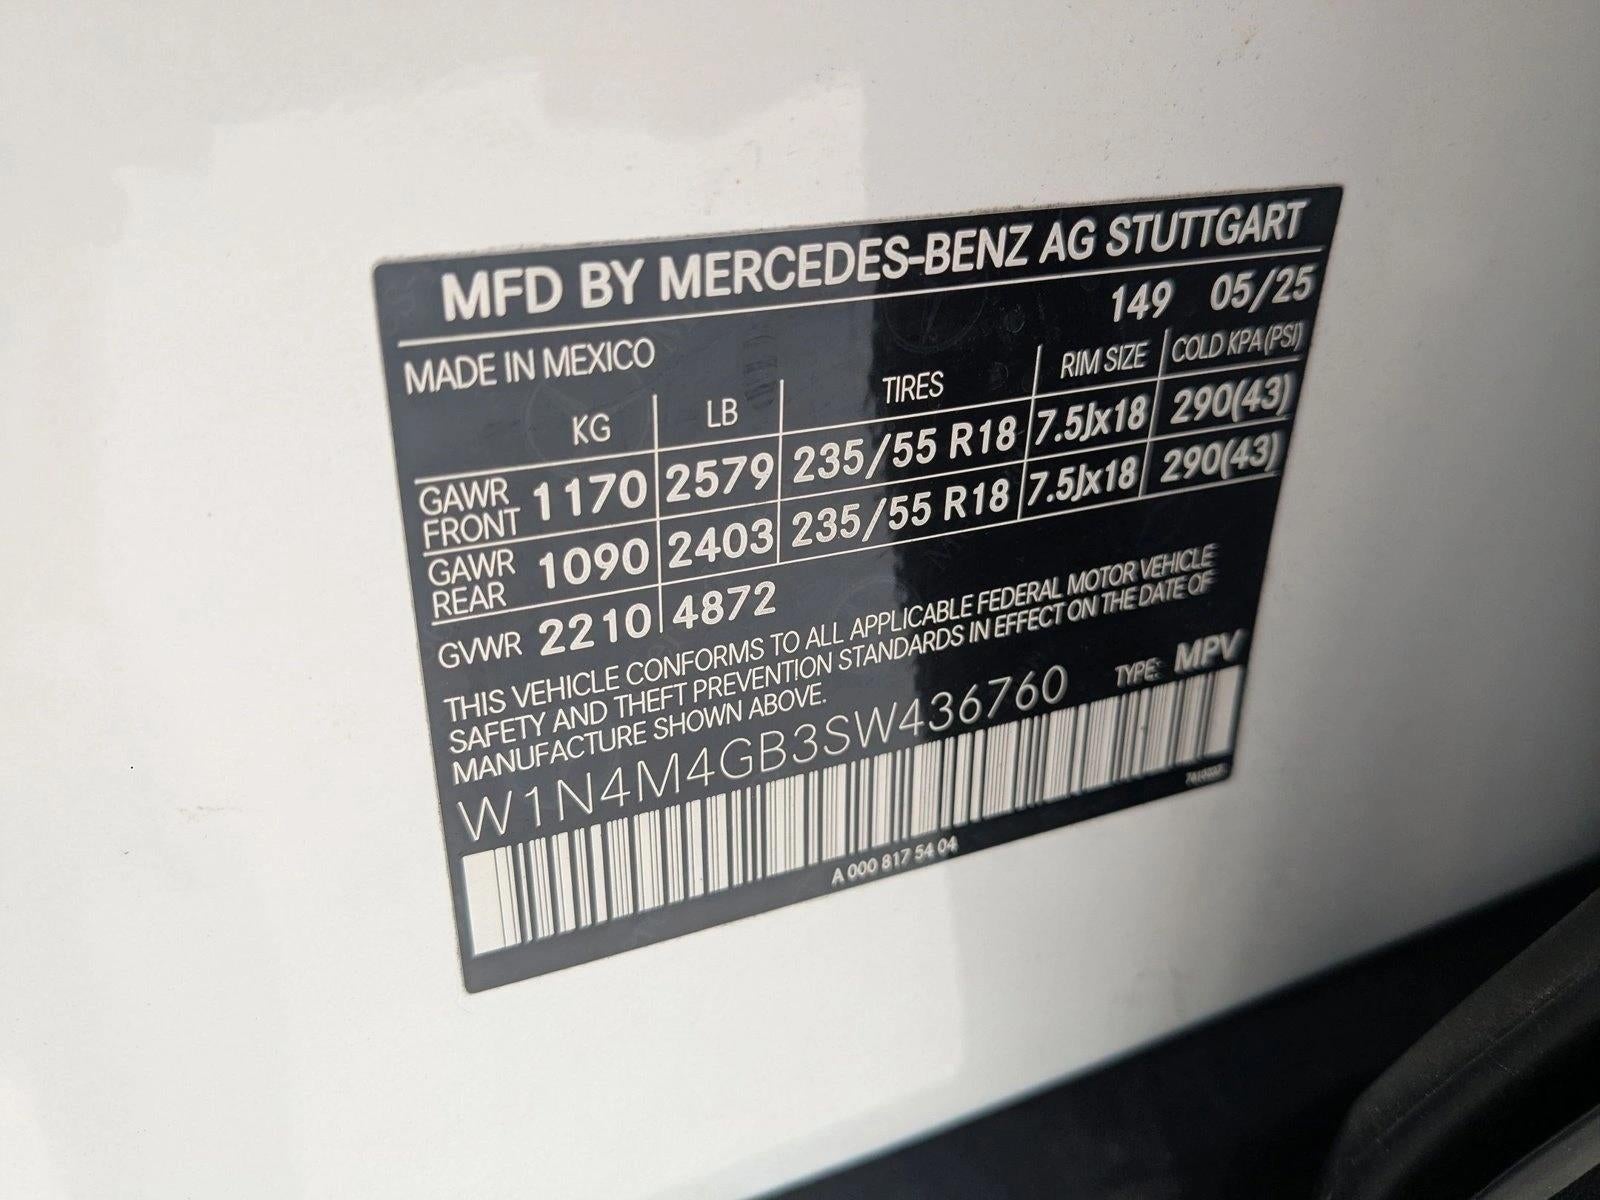 MFD BY MERCEDES-BENZ AG STUTTGART
149 05/25
MADE IN MEXICO
KG LB TIRES RIM SIZE COLD KPA(PSI)
GAWR FRONT 1170 2579 235/55 R18 7.5Jx18 290(43)
GAWR REAR 1090 2403 235/55 R18 7.5Jx18 290(43)
GVWR 2210 4872
THIS VEHICLE CONFORMS TO ALL APPLICABLE FEDERAL MOTOR VEHICLE
SAFETY AND THEFT PREVENTION STANDARDS IN EFFECT ON THE DATE OF
MANUFACTURE SHOWN ABOVE.
W1N4M4GB3SW436760 TYPE: MPV
A 000 817 54 04